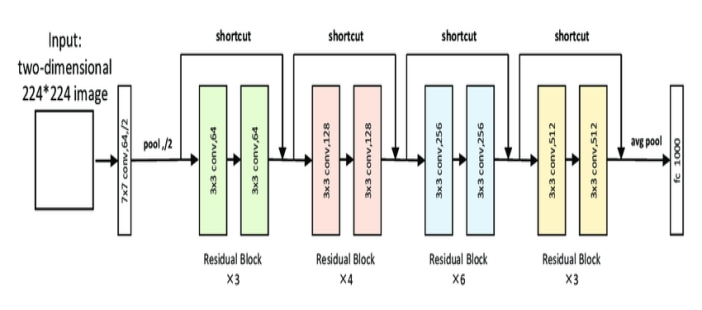 Input:
two-dimensional
224*224 image
7x7 conv,64,/2
pool,/2
shortcut
3x3 conv,64
3x3 conv,64
Residual Block
×3
shortcut
3x3 conv,128
3x3 conv,128
Residual Block
×4
shortcut
3x3 conv,256
3x3 conv,256
Residual Block
×6
shortcut
3x3 conv,512
3x3 conv,512
Residual Block
×3
avg pool
fc 1000